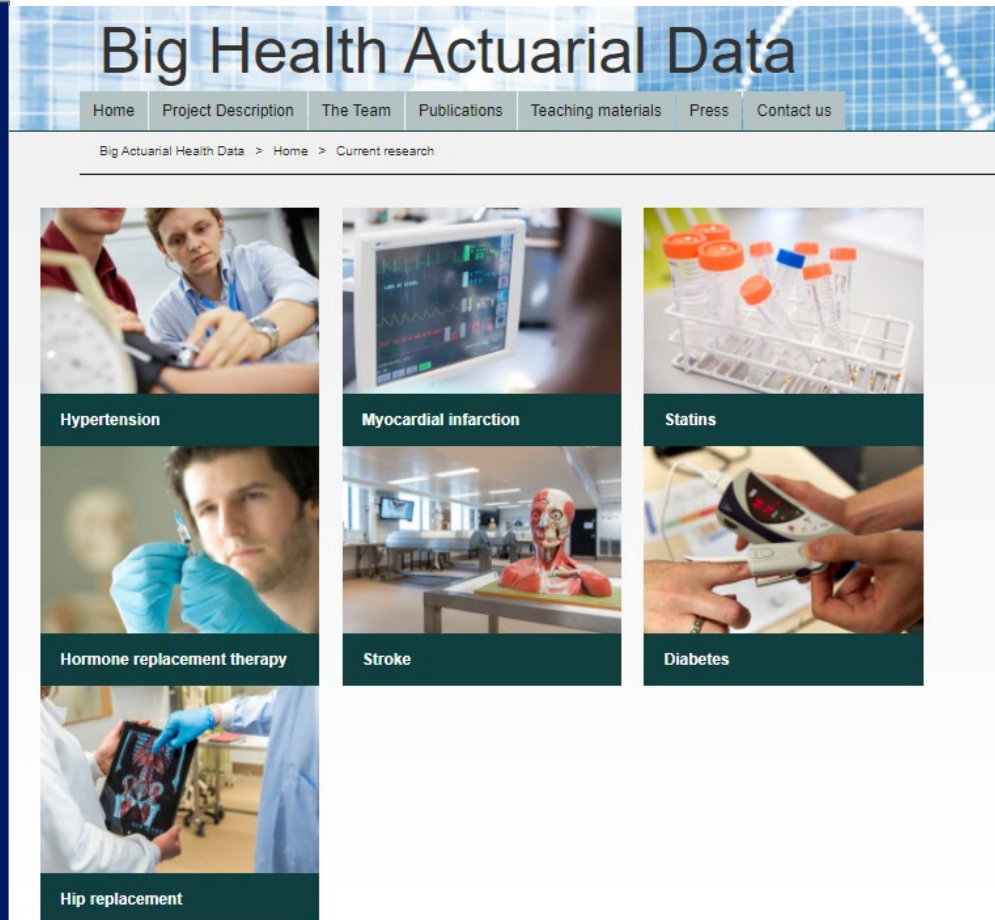 Big Health Actuarial Data
Home Project Description The Team Publications Teaching materials Press Contact us
Big Actuarial Health Data > Home > Current research
Hypertension Myocardial infarction Statins
Hormone replacement therapy Stroke Diabetes
Hip replacement